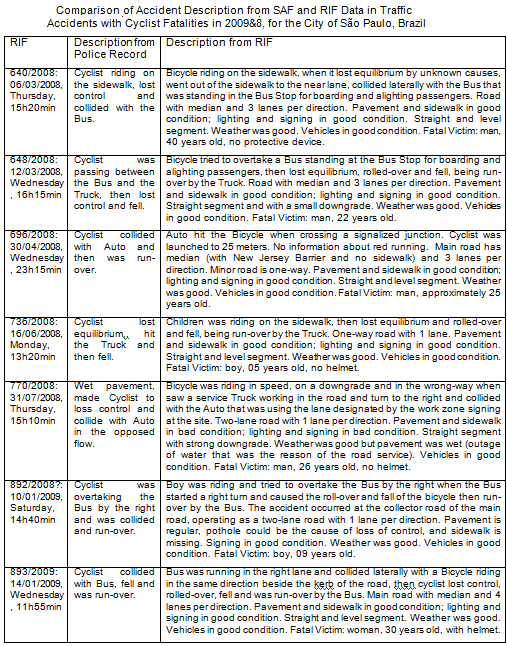 Comparison of Accident Description from SAF and RIF Data in Traffic
Accidents with Cyclist Fatalities in 2009&8, for the City of São Paulo, Brazil
RIF
Description from
Police Record
Description from RIF
640/2008:
06/03/2008,
Thursday,
15h20min
Cyclist riding on
the sidewalk, lost
control and
collided with the
Bus.
Bicycle riding on the sidewalk, when it lost equilibrium by unknown causes,
went out of the sidewalk to the near lane, collided laterally with the Bus that
was standing in the Bus Stop for boarding and alighting passengers. Road
with median and 3 lanes per direction. Pavement and sidewalk in good
condition; lighting and signing in good condition. Straight and level
segment. Weather was good. Vehicles in good condition. Fatal Victim: man,
40 years old, no protective device.
648/2008:
12/03/2008,
Wednesday
, 16h15min
Cyclist was
passing between
the Bus and the
Truck, then lost
control and fell.
Bicycle tried to overtake a Bus standing at the Bus Stop for boarding and
alighting passengers, then lost equilibrium, rolled-over and fell, being run-
over by the Truck. Road with median and 3 lanes per direction. Pavement
and sidewalk in good condition; lighting and signing in good condition.
Straight segment and with a small downgrade. Weather was good. Vehicles
in good condition. Fatal Victim: man, 22 years old.
696/2008:
30/04/2008,
Wednesday
, 23h15min
Cyclist collided
with Auto and
then was run-
over.
Auto hit the Bicycle when crossing a signalized junction. Cyclist was
launched to 25 meters. No information about red running. Main road has
median (with New Jersey Barrier and no sidewalk) and 3 lanes per
direction. Minor road is one-way. Pavement and sidewalk in good condition;
lighting and signing in good condition. Straight and level segment. Weather
was good. Vehicles in good condition. Fatal Victim: man, approximately 25
years old.
736/2008:
16/06/2008,
Monday,
13h20min
Cyclist lost
equilibrium, hit
the Truck and
then fell.
Children was riding on the sidewalk, then lost equilibrium and rolled-over
and fell, being run-over by the Truck. One-way road with 1 lane. Pavement
and sidewalk in good condition; lighting and signing in good condition.
Straight and level segment. Weather was good. Vehicles in good condition.
Fatal Victim: boy, 05 years old, no helmet.
770/2008:
31/07/2008,
Thursday,
15h10min
Wet pavement,
made Cyclist to
loss control and
collide with Auto
in the opposed
flow.
Bicycle was riding in speed, on a downgrade and in the wrong-way when
saw a service Truck working in the road and turn to the right and collided
with the Auto that was using the lane designated by the work zone signing
at the site. Two-lane road with 1 lane per direction. Pavement and sidewalk
in bad condition; lighting and signing in bad condition. Straight segment
with strong downgrade. Weather was good but pavement was wet (outage
of water that was the reason of the road service). Vehicles in good
condition. Fatal Victim: man, 26 years old, no helmet.
892/2008?:
10/01/2009,
Saturday,
14h40min
Cyclist was
overtaking the
Bus by the right
and was collided
and run-over.
Boy was riding and tried to overtake the Bus by the right when the Bus
started a right turn and caused the roll-over and fall of the bicycle then run-
over by the Bus. The accident occurred at the collector road of the main
road, operating as a two-lane road with 1 lane per direction. Pavement is
regular, pothole could be the cause of loss of control, and sidewalk is
missing. Signing in good condition. Weather was good. Vehicles in good
condition. Fatal Victim: boy, 09 years old.
893/2009:
14/01/2009,
Wednesday
, 11h55min
Cyclist collided
with Bus, fell and
was run-over.
Bus was running in the right lane and collided laterally with a Bicycle riding
in the same direction beside the kerb of the road, then cyclist lost control,
rolled-over, fell and was run-over by the Bus. Main road with median and 4
lanes per direction. Pavement and sidewalk in good condition; lighting and
signing in good condition. Straight and level segment. Weather was good.
Vehicles in good condition. Fatal Victim: woman, 30 years old, with helmet.